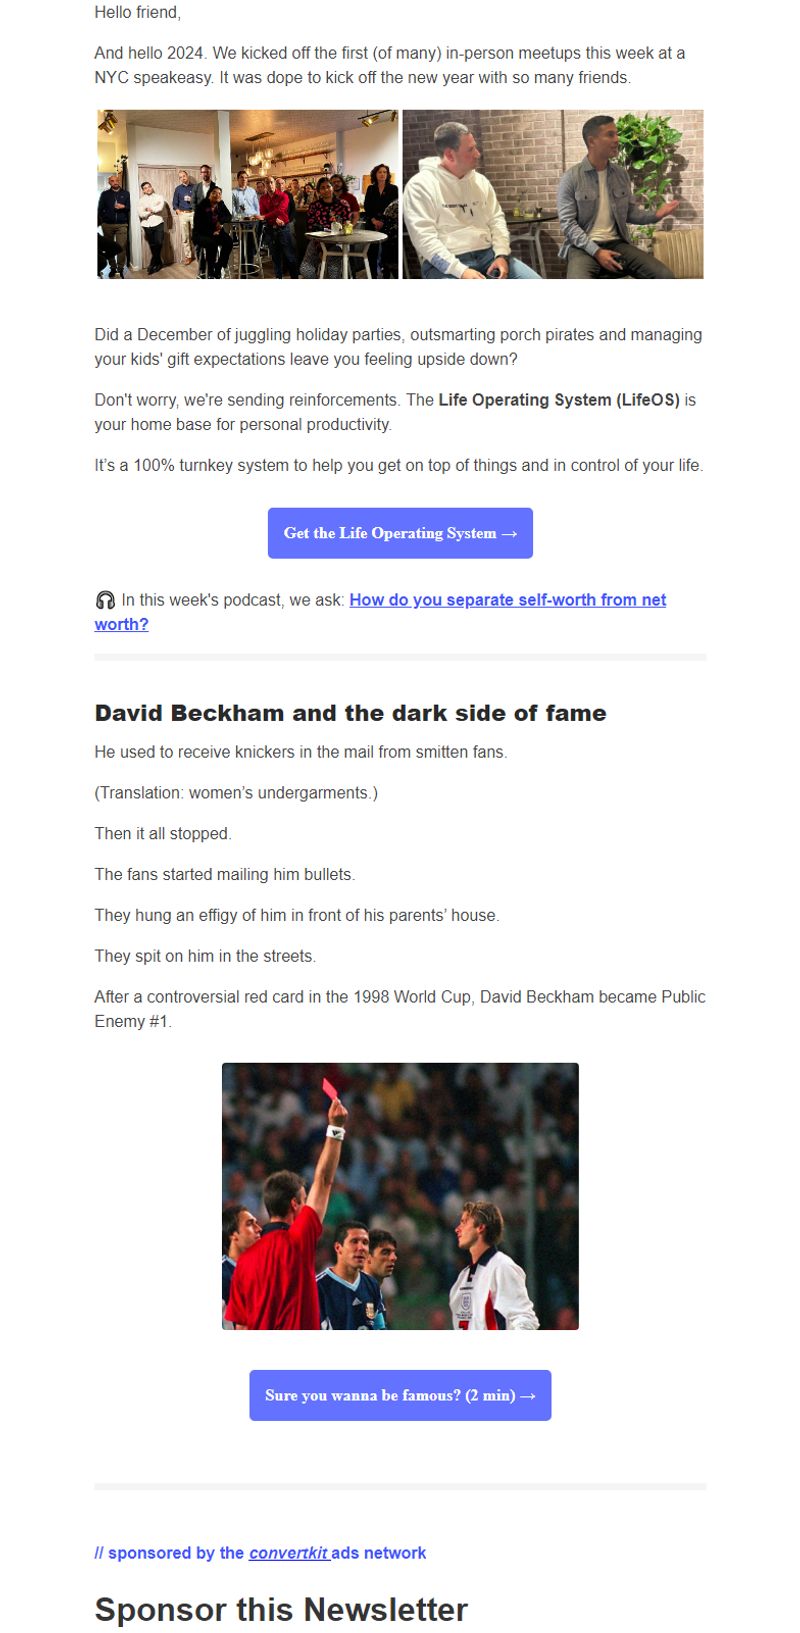 Hello friend,
And hello 2024. We kicked off the first (of many) in-person meetups this week at a
NYC speakeasy. It was dope to kick off the new year with so many friends.
Did a December of juggling holiday parties, outsmarting porch pirates and managing
your kids' gift expectations leave you feeling upside down?
Don't worry, we're sending reinforcements. The Life Operating System (LifeOS) is
your home base for personal productivity.
It’s a 100% turnkey system to help you get on top of things and in control of your life.
Get the Life Operating System →
🎧 In this week's podcast, we ask: How do you separate self-worth from net
worth?
David Beckham and the dark side of fame
He used to receive knickers in the mail from smitten fans.
(Translation: women’s undergarments.)
Then it all stopped.
The fans started mailing him bullets.
They hung an effigy of him in front of his parents’ house.
They spit on him in the streets.
After a controversial red card in the 1998 World Cup, David Beckham became Public
Enemy #1.
Sure you wanna be famous? (2 min) →
// sponsored by the convertkit ads network
Sponsor this Newsletter